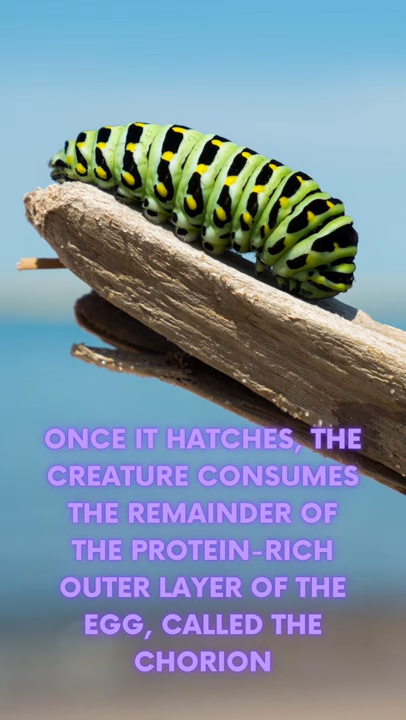 ONCE IT HATCHES, THE
CREATURE CONSUMES
THE REMAINDER OF
THE PROTEIN-RICH
OUTER LAYER OF THE
EGG, CALLED THE
CHORION